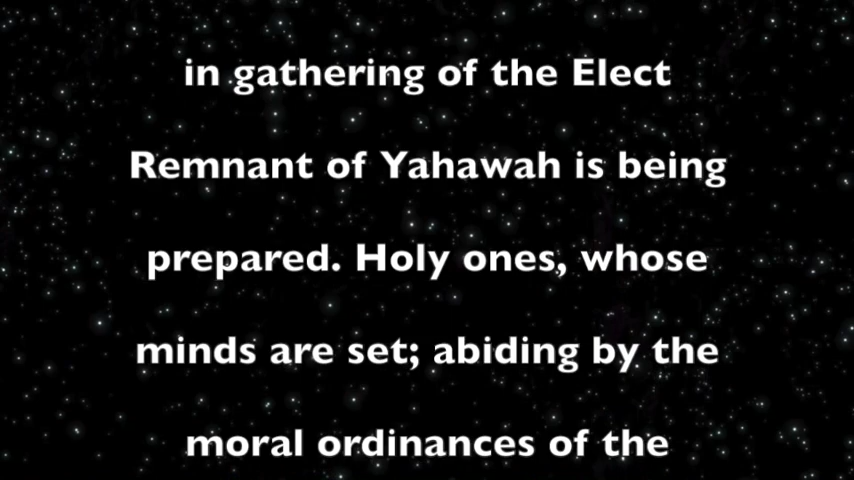 in gathering of the Elect
Remnant of Yahawah is being
prepared. Holy ones, whose
minds are set; abiding by the
moral ordinances of the